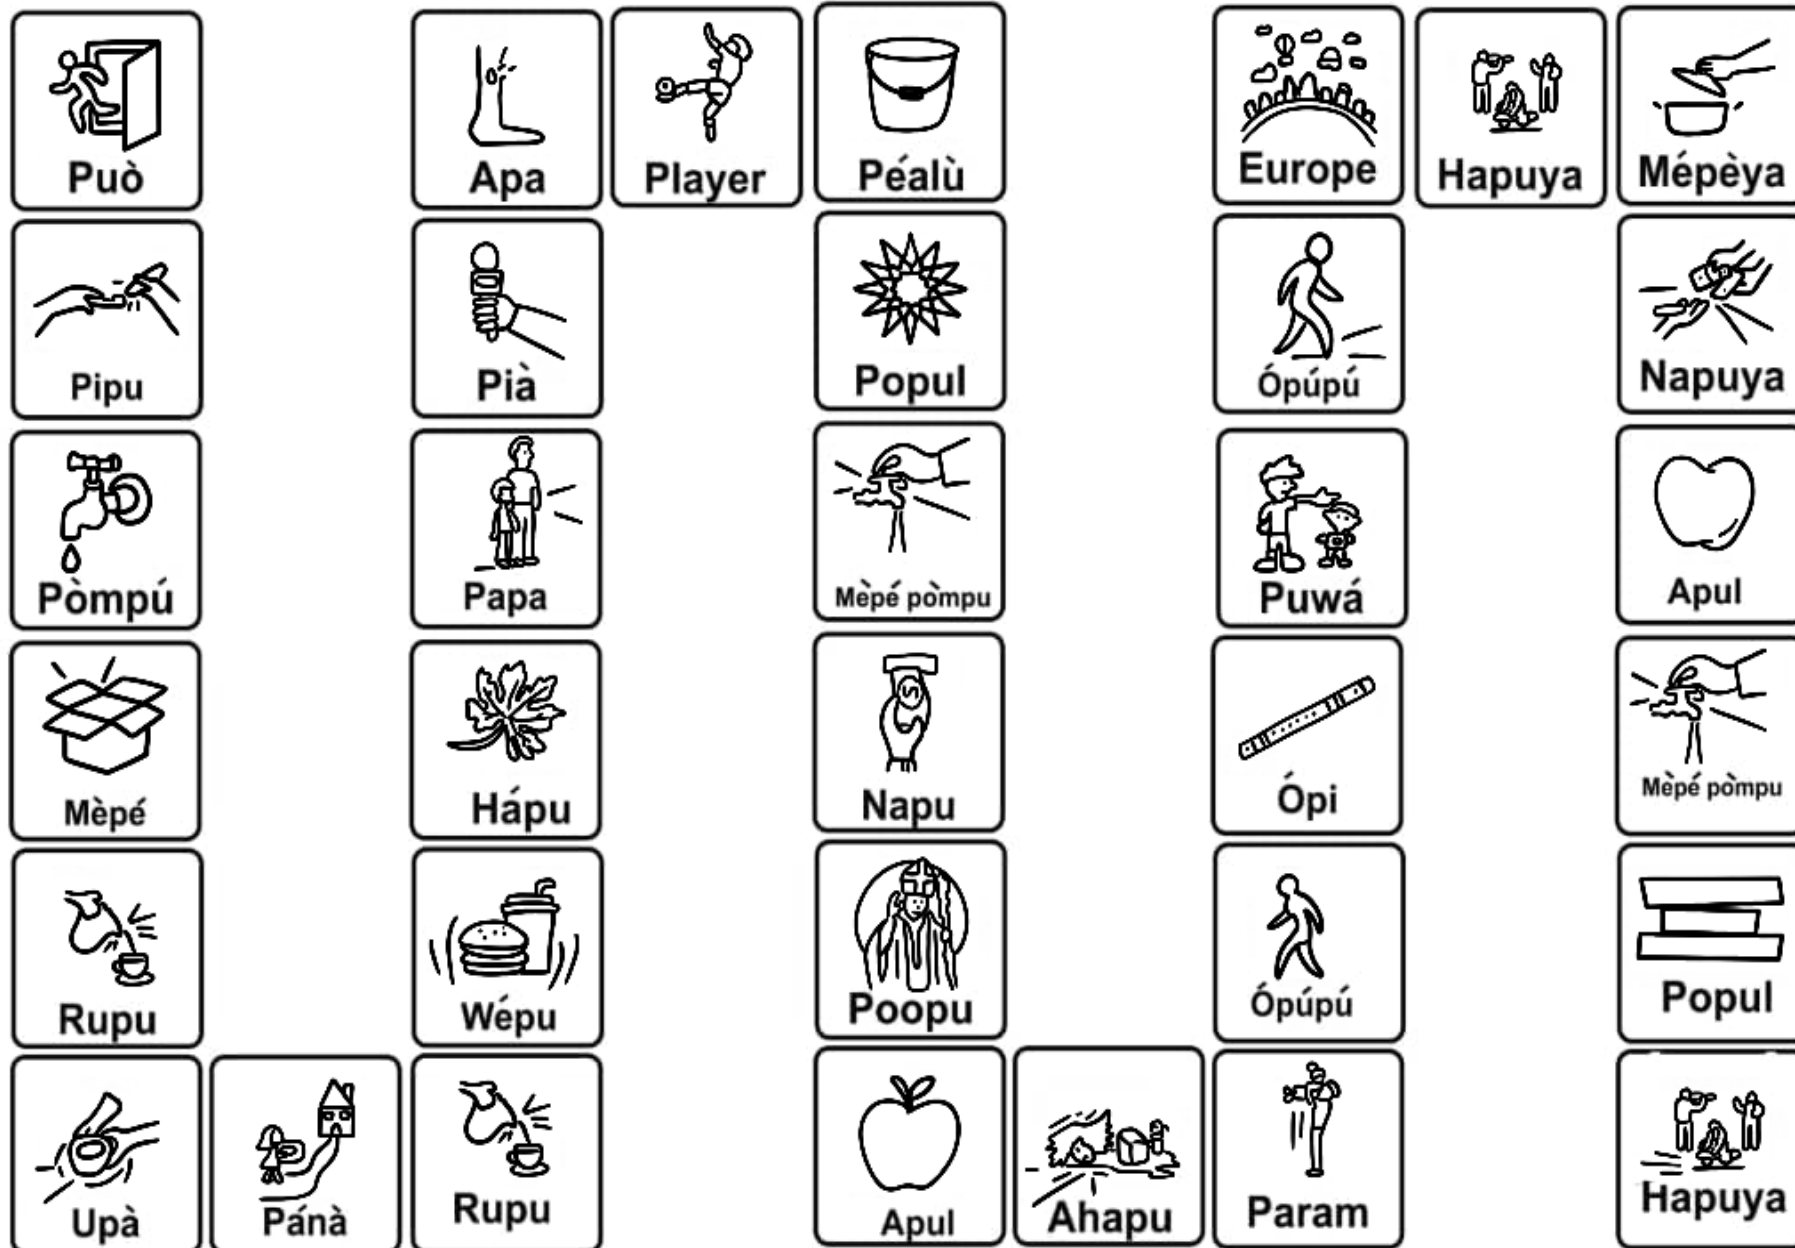 Può
Apa
Player
Péalù
Europe
Hapuya
Mépèya
Pipu
Pià
Popul
Ópúpú
Napuya
Pòmpú
Papa
Mèpé pòmpu
Puwá
Apul
Mèpé
Hápu
Napu
Ópi
Mèpé pòmpu
Rupu
Wépu
Poopu
Ópúpú
Popul
Upà
Pánà
Rupu
Apul
Ahapu
Param
Hapuya